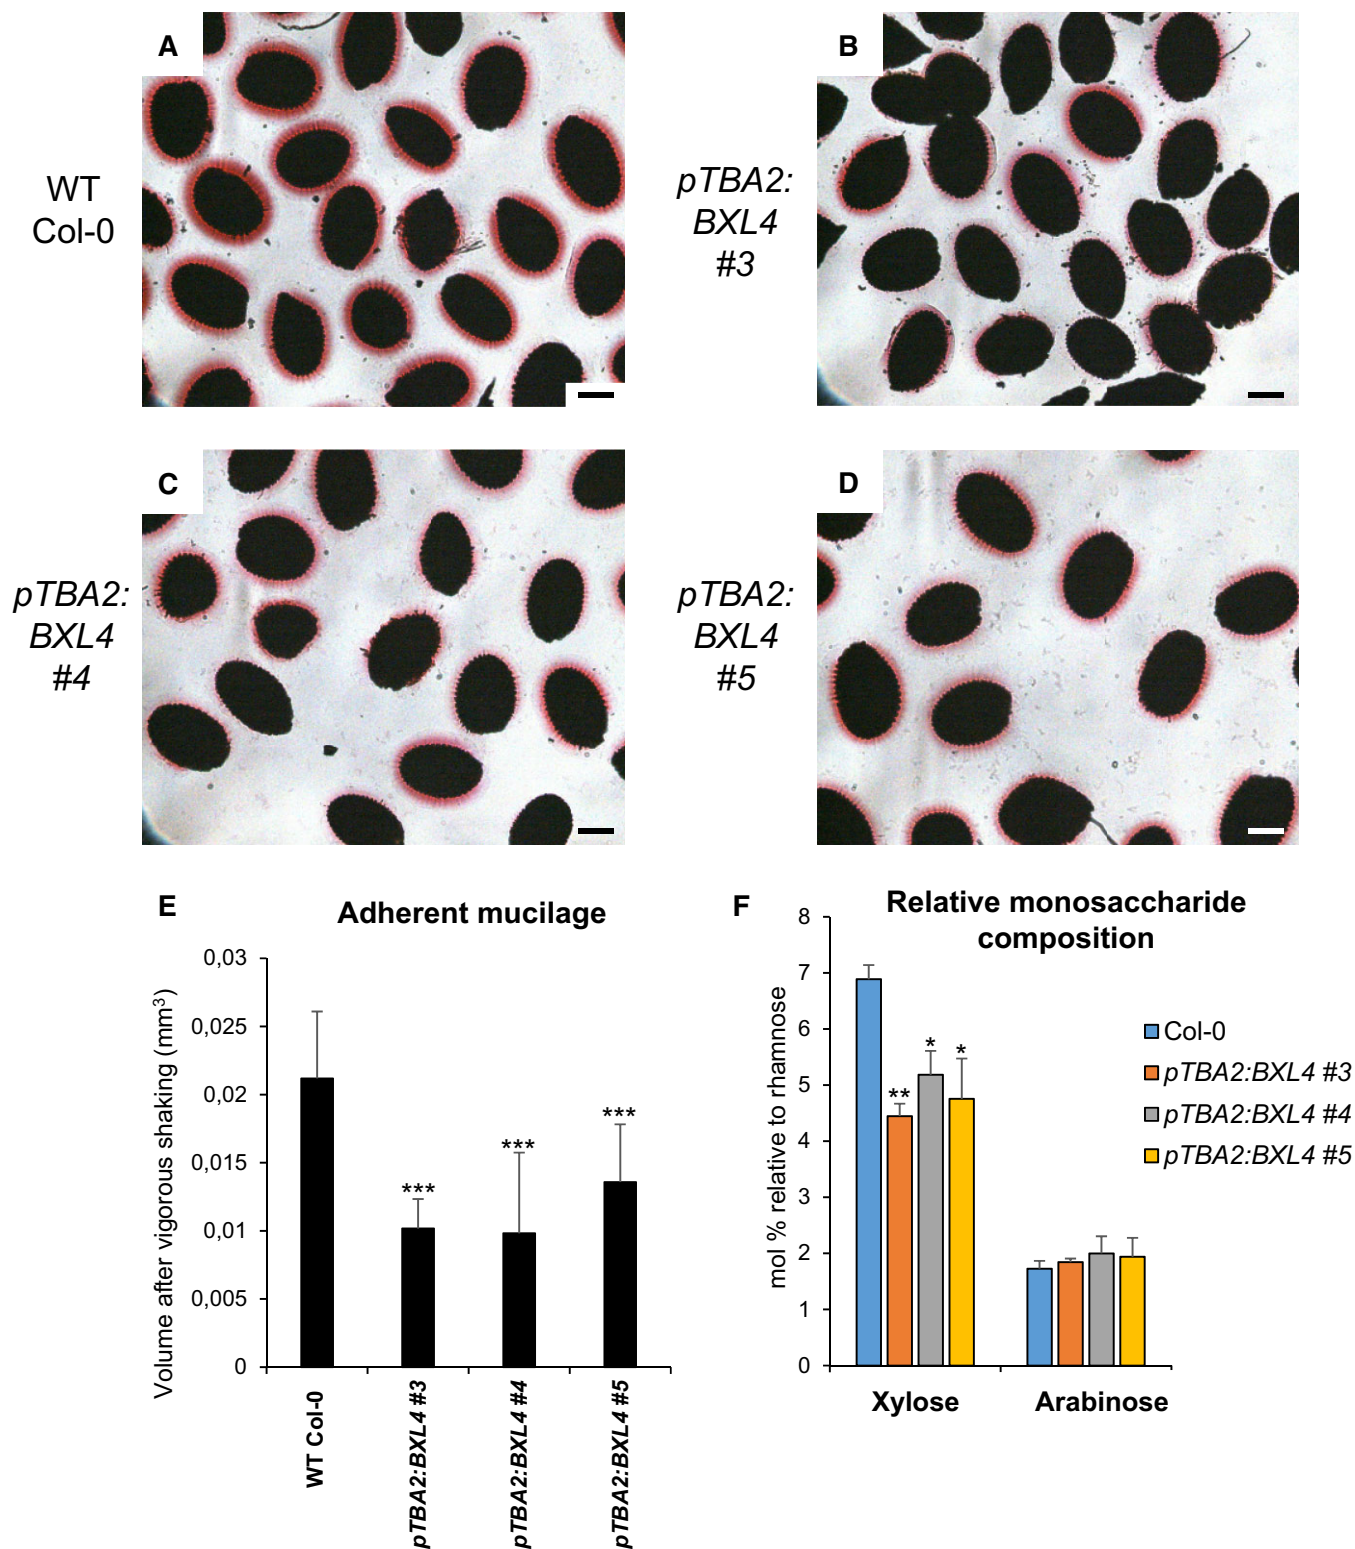 A
WT
Col-0
B
pTBA2:
BXL4
#3
C
pTBA2:
BXL4
#4
D
pTBA2:
BXL4
#5
E
Adherent mucilage
Volume after vigorous shaking (mm³)
0,03
0,025
0,02
0,015
0,01
0,005
0
***
***
***
WT Col-0
pTBA2:BXL4 #3
pTBA2:BXL4 #4
pTBA2:BXL4 #5
F
Relative monosaccharide
composition
mol % relative to rhamnose
8
7
6
5
4
3
2
1
0
**
*
*
Col-0
pTBA2:BXL4 #3
pTBA2:BXL4 #4
pTBA2:BXL4 #5
Xylose
Arabinose